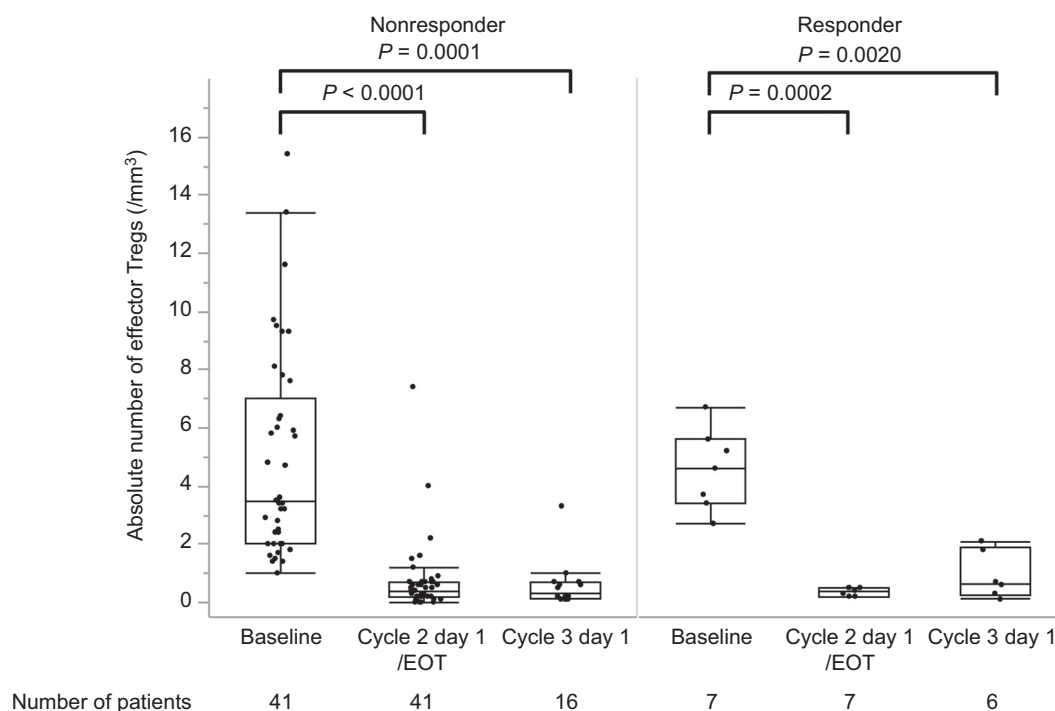 Nonresponder Responder
P = 0.0001 P = 0.0020
P < 0.0001 P = 0.0002
Absolute number of effector Tregs (/mm³)
16
14
12
10
8
6
4
2
0
Baseline Cycle 2 day 1 Cycle 3 day 1 Baseline Cycle 2 day 1 Cycle 3 day 1
/EOT /EOT
Number of patients 41 41 16 7 7 6